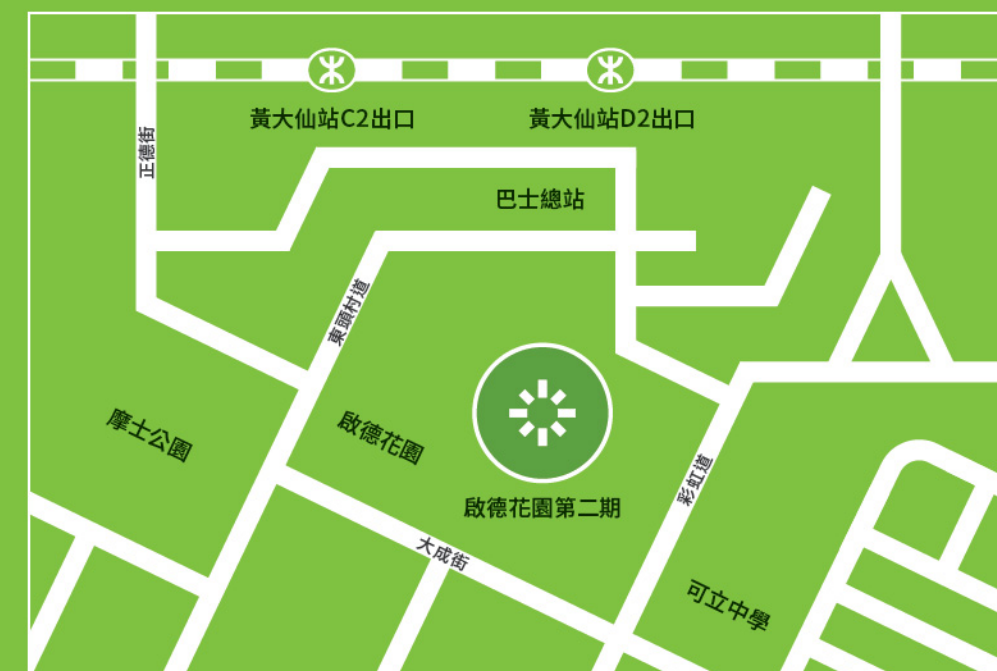 黃大仙站C2出口
黃大仙站D2出口
正德街
巴士總站
東頭村道
摩士公園
啟德花園
彩虹道
啟德花園第二期
大成街
可立中學